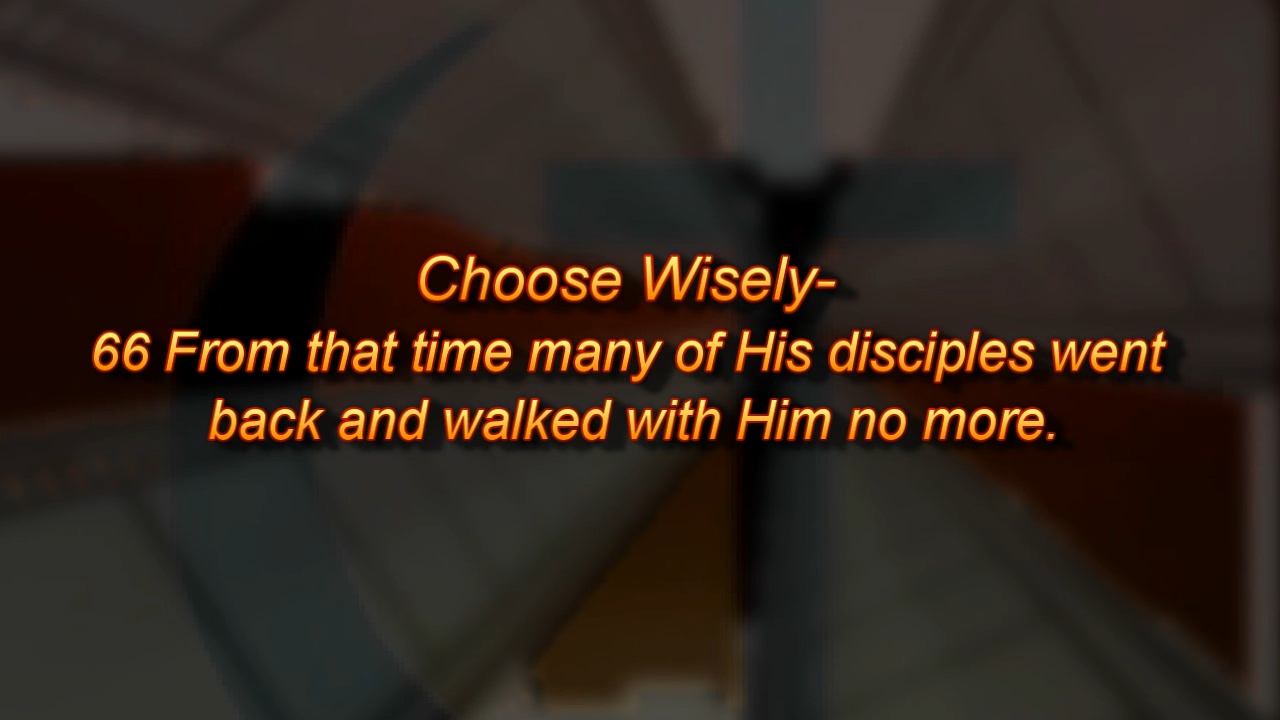 Choose Wisely-
66 From that time many of His disciples went
back and walked with Him no more.